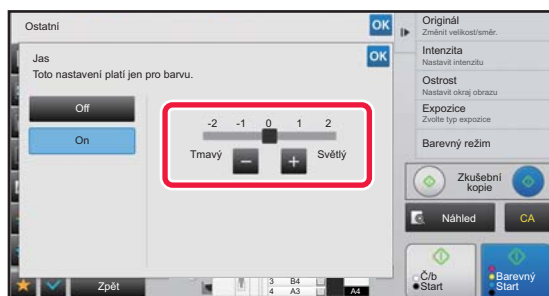 Ostatní
OK
Jas
OK
Toto nastavení platí jen pro barvu.
Off
On
-2 -1 0 1 2
Tmavý
Světlý
Zpět
3 B4
4 A3
A4
Originál
Změnit velikost/směr.
Intenzita
Nastavit intenzitu
Ostrost
Nastavit okraj obrazu
Expozice
Zvolte typ expozice
Barevný režim
Zkušební
kopie
Náhled
CA
Č/b
Start
Barevný
Start